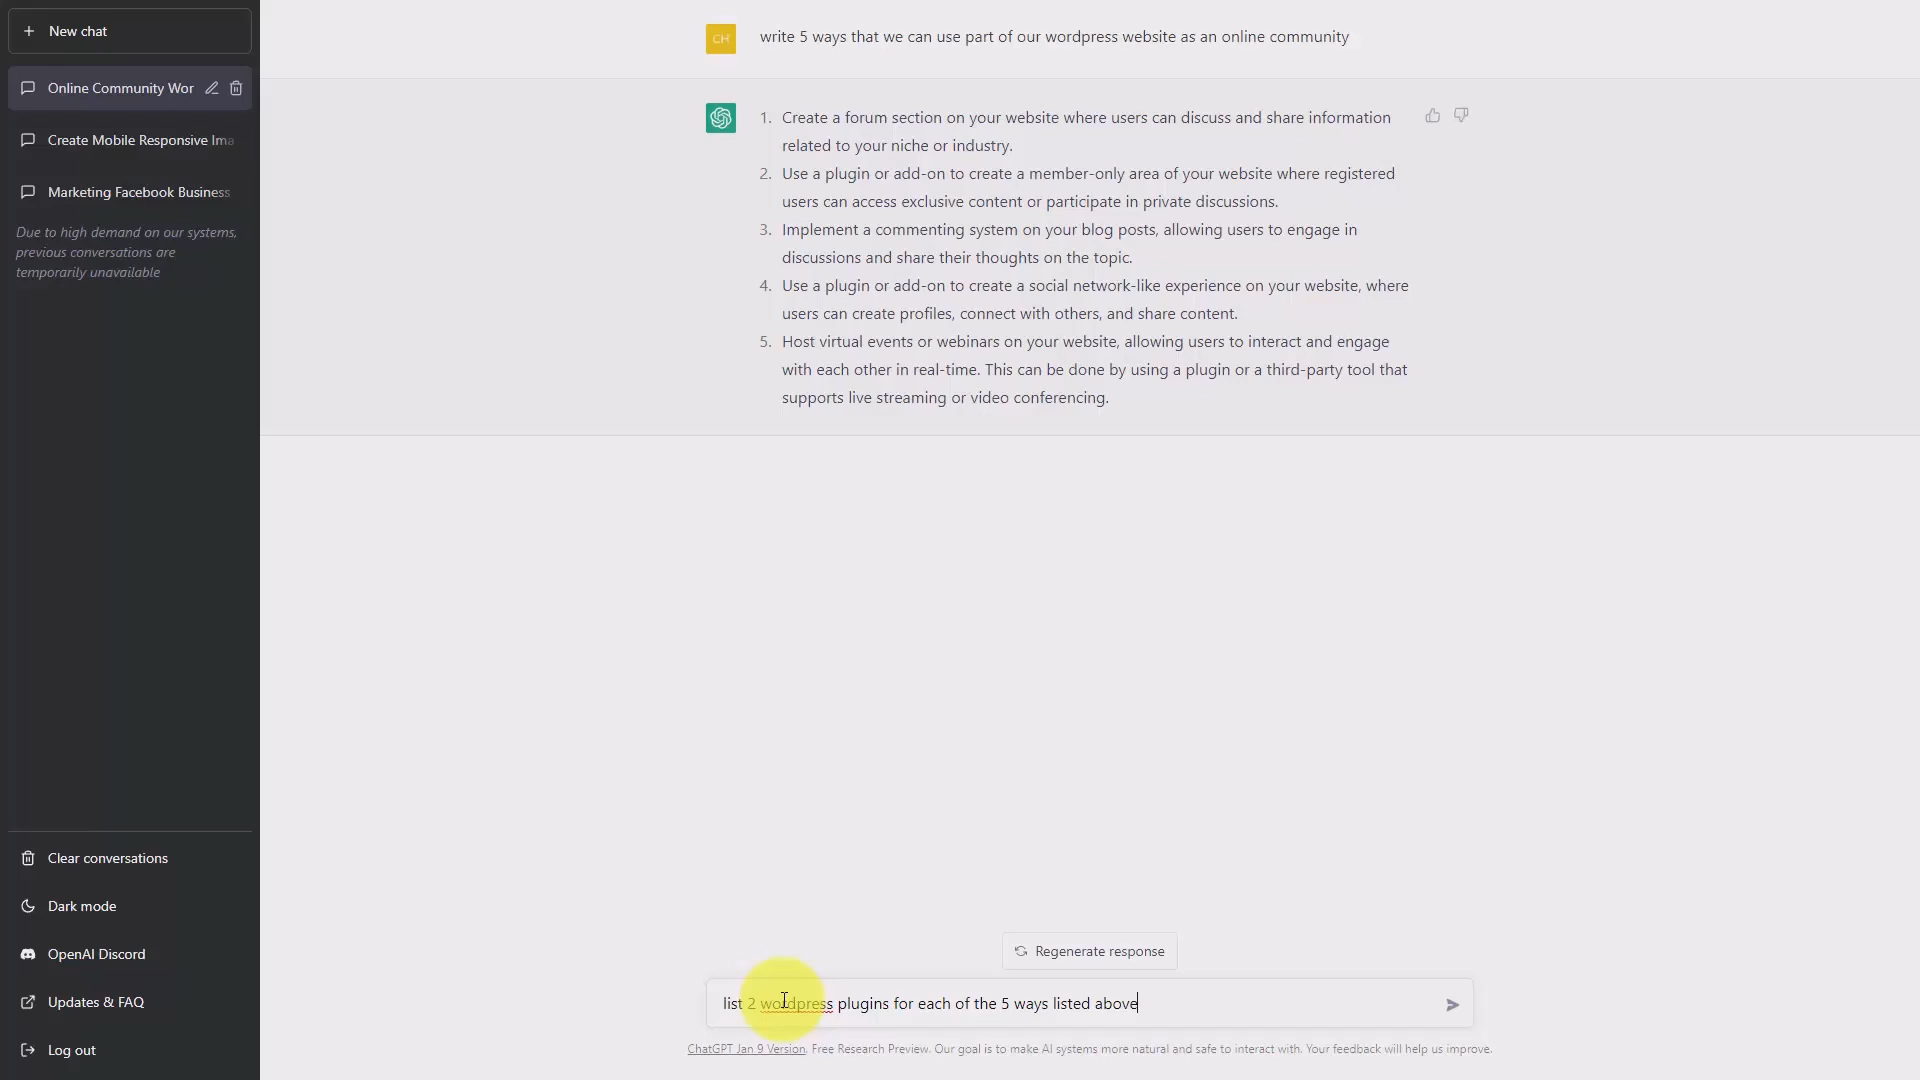 New chat
Online Community Wor
Create Mobile Responsive Ima
Marketing Facebook Business
Due to high demand on our systems,
previous conversations are
temporarily unavailable
Clear conversations
Dark mode
OpenAI Discord
Updates & FAQ
Log out
CH
write 5 ways that we can use part of our wordpress website as an online community
1. Create a forum section on your website where users can discuss and share information
related to your niche or industry.
2. Use a plugin or add-on to create a member-only area of your website where registered
users can access exclusive content or participate in private discussions.
3. Implement a commenting system on your blog posts, allowing users to engage in
discussions and share their thoughts on the topic.
4. Use a plugin or add-on to create a social network-like experience on your website, where
users can create profiles, connect with others, and share content.
5. Host virtual events or webinars on your website, allowing users to interact and engage
with each other in real-time. This can be done by using a plugin or a third-party tool that
supports live streaming or video conferencing.
Regenerate response
list 2 wordpress plugins for each of the 5 ways listed above
ChatGPT Jan 9 Version. Free Research Preview. Our goal is to make AI systems more natural and safe to interact with. Your feedback will help us improve.